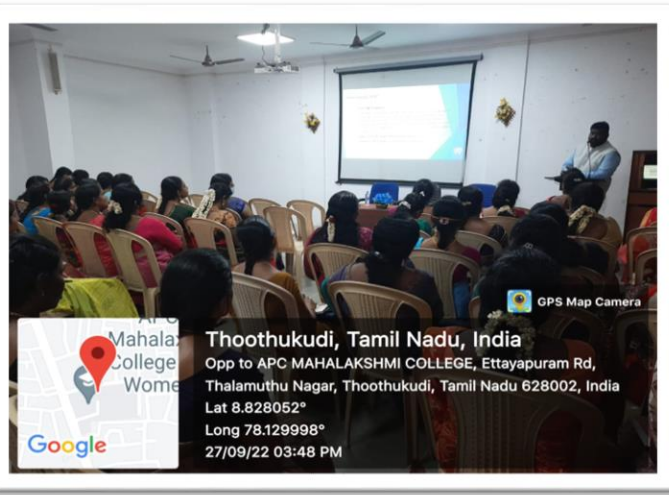 GPS Map Camera
Mahala
College
Wome
Google
Thoothukudi, Tamil Nadu, India
Opp to APC MAHALAKSHMI COLLEGE, Ettayapuram Rd,
Thalamuthu Nagar, Thoothukudi, Tamil Nadu 628002, India
Lat 8.828052°
Long 78.129998°
27/09/22 03:48 PM